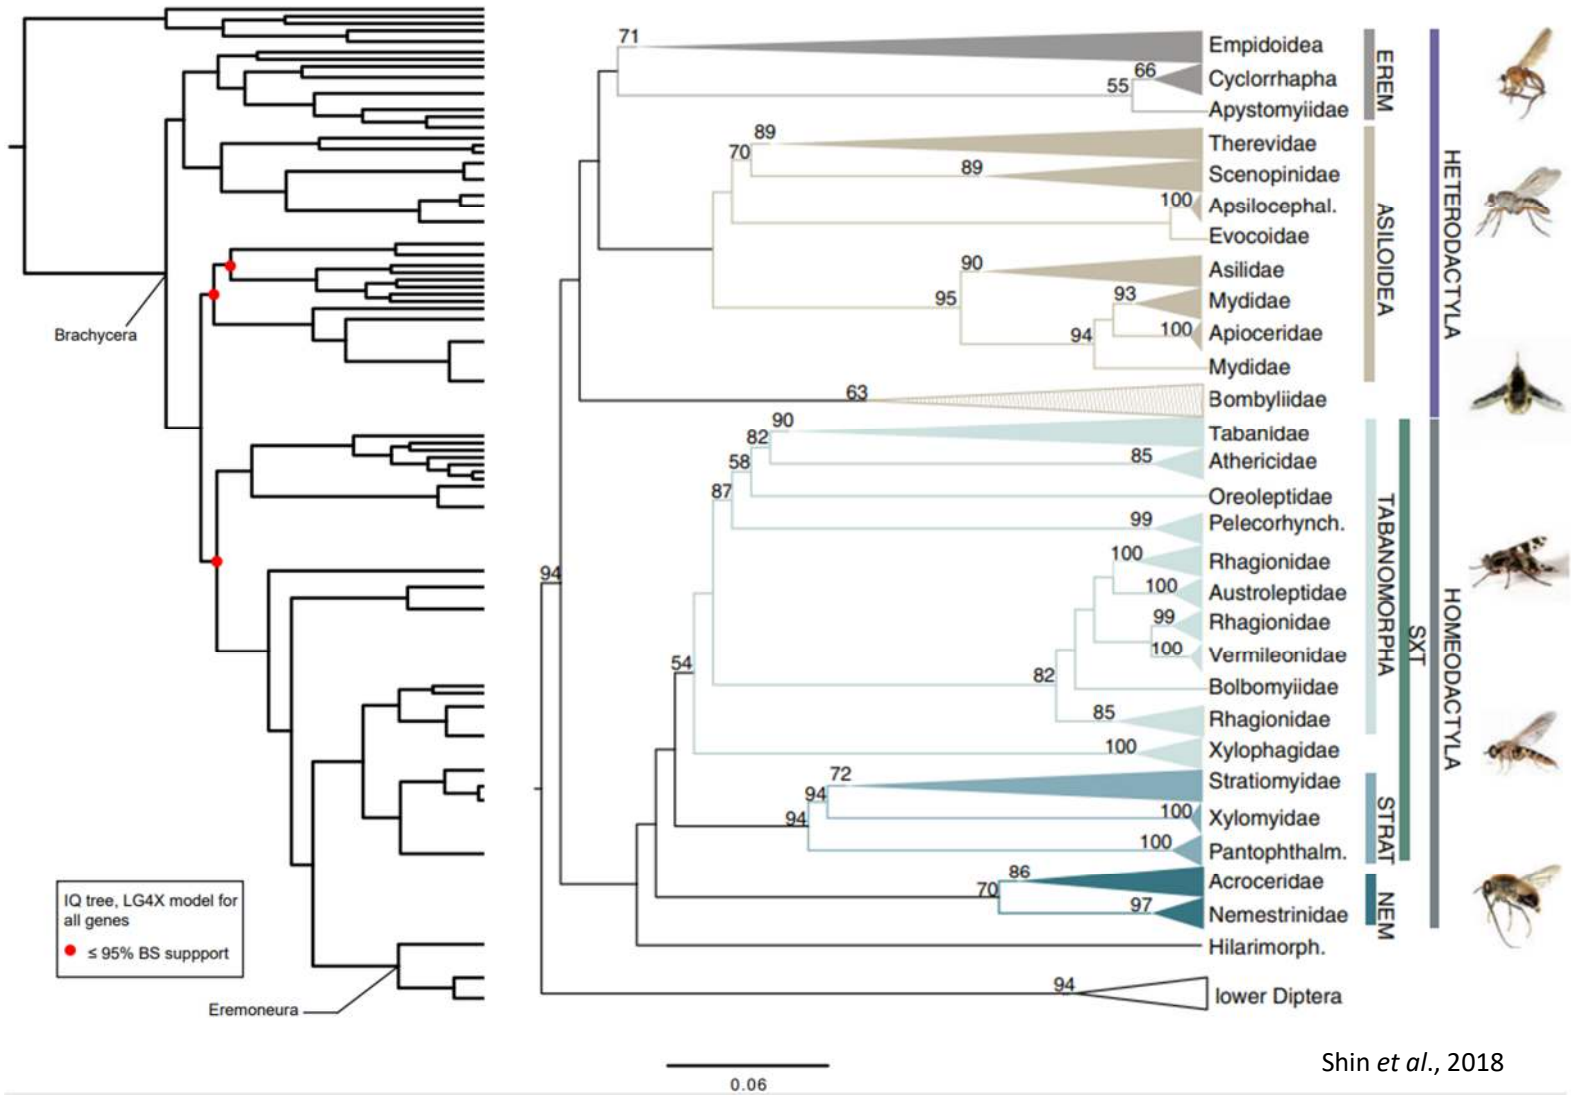 Brachycera
IQ tree, LG4X model for
all genes
≤ 95% BS suppport
Eremoneura
71
Empidoidea
66
Cyclorrhapha
55
Apystomyiidae
EREM
89
Therevidae
70
89
Scenopinidae
100
Apsilocephal.
Evocoidae
90
Asilidae
95
93
Mydidae
100
Apioceridae
94
Mydidae
ASILOIDEA
63
Bombyliidae
HETERODACTYLA
90
Tabanidae
82
85
Athericidae
58
Oreoleptidae
87
99
Pelecorhynch.
100
Rhagionidae
100
Austroleptidae
99
Rhagionidae
100
Vermileonidae
82
Bolbomyiidae
85
Rhagionidae
54
100
Xylophagidae
TABANOMORPHA
94
72
Stratiomyidae
94
100
Xylomyidae
94
100
Pantophthalm.
STRAT
SXT
86
Acroceridae
70
97
Nemestrinidae
NEM
HOMEODACTYLA
Hilarimorph.
94
lower Diptera
0.06
Shin et al., 2018